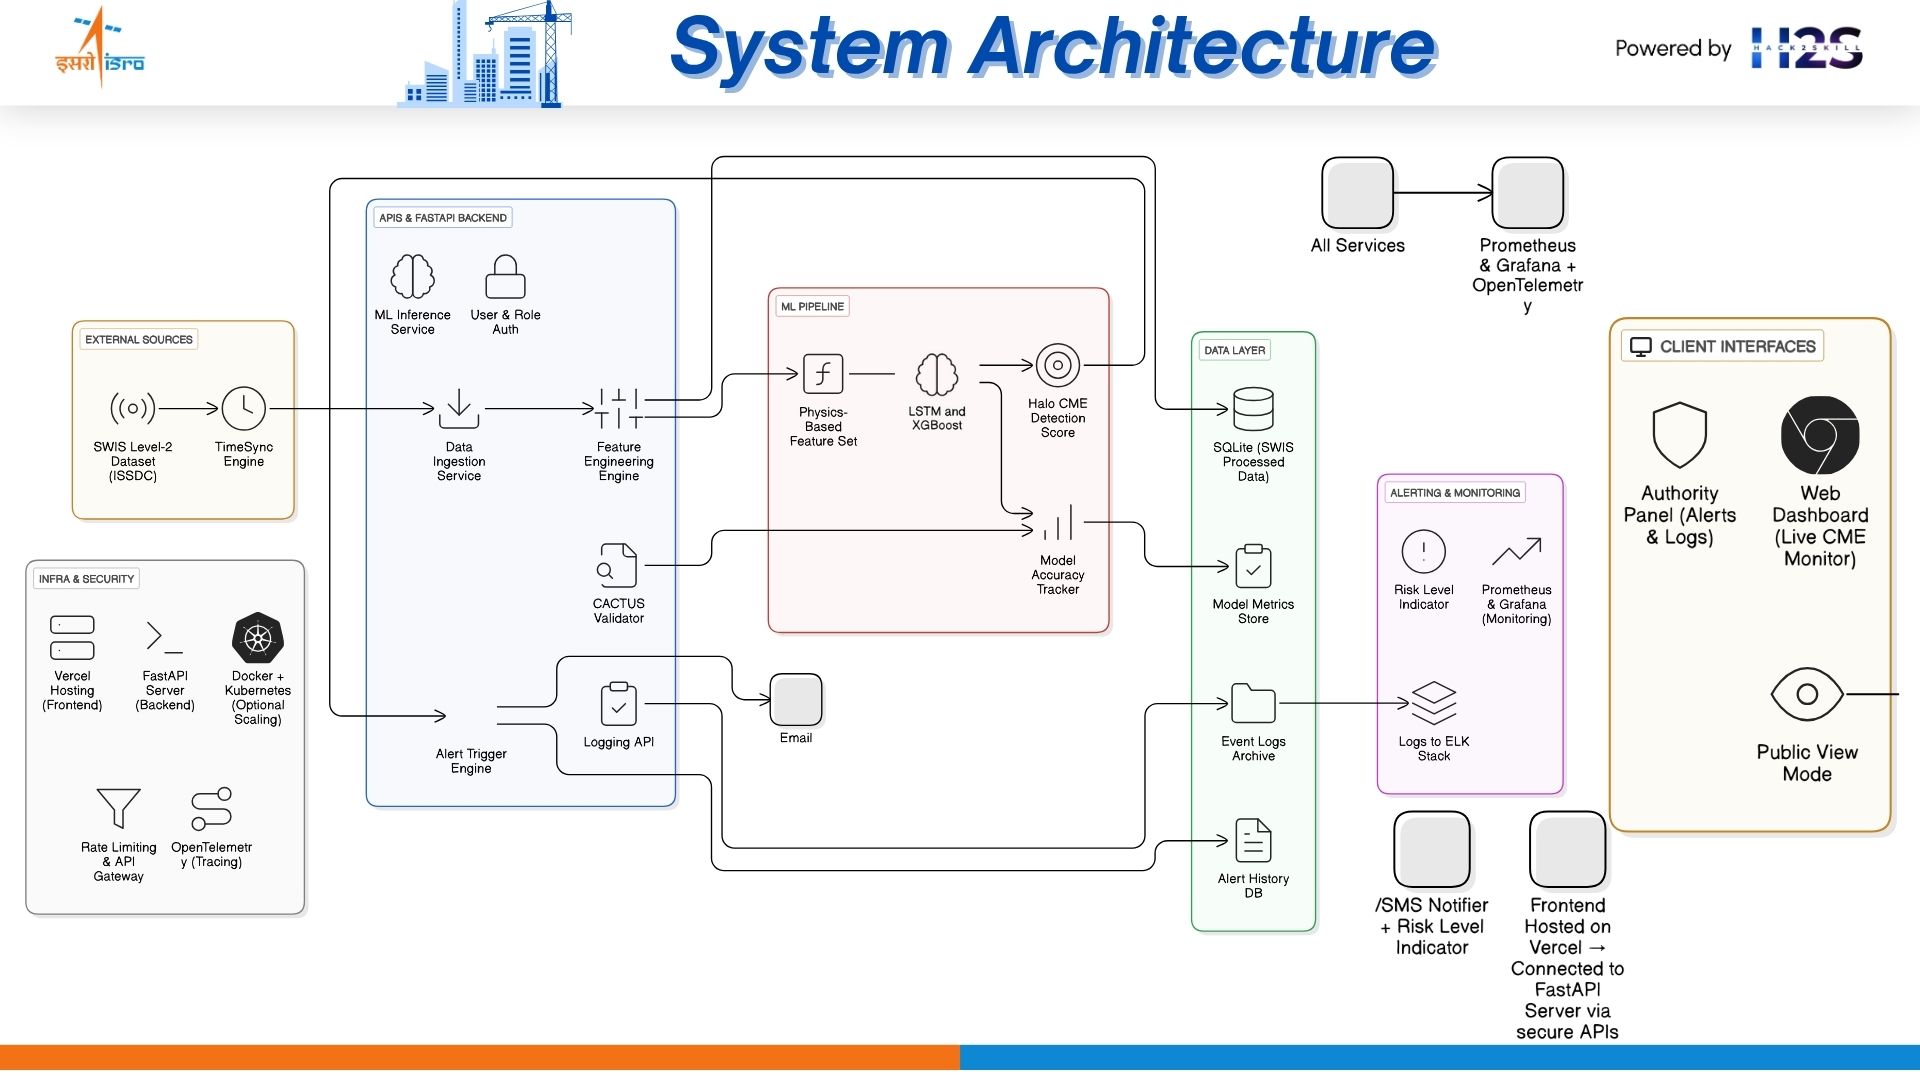 इसरो isro
System Architecture
Powered by H2S
HACK2SKILL
APIS & FASTAPI BACKEND
ML Inference
Service
User & Role
Auth
Data
Ingestion
Service
Feature
Engineering
Engine
CACTUS
Validator
Alert Trigger
Engine
Logging API
EXTERNAL SOURCES
SWIS Level-2
Dataset
(ISSDC)
TimeSync
Engine
INFRA & SECURITY
Vercel
Hosting
(Frontend)
FastAPI
Server
(Backend)
Docker +
Kubernetes
(Optional
Scaling)
Rate Limiting
& API
Gateway
OpenTelemetr
y (Tracing)
ML PIPELINE
Physics-
Based
Feature Set
LSTM and
XGBoost
Halo CME
Detection
Score
Model
Accuracy
Tracker
Email
DATA LAYER
SQLite (SWIS
Processed
Data)
Model Metrics
Store
Event Logs
Archive
Alert History
DB
All Services
Prometheus
& Grafana +
OpenTelemetr
y
ALERTING & MONITORING
Risk Level
Indicator
Prometheus
& Grafana
(Monitoring)
Logs to ELK
Stack
CLIENT INTERFACES
Authority
Panel (Alerts
& Logs)
Web
Dashboard
(Live CME
Monitor)
Public View
Mode
/SMS Notifier
+ Risk Level
Indicator
Frontend
Hosted on
Vercel →
Connected to
FastAPI
Server via
secure APIs